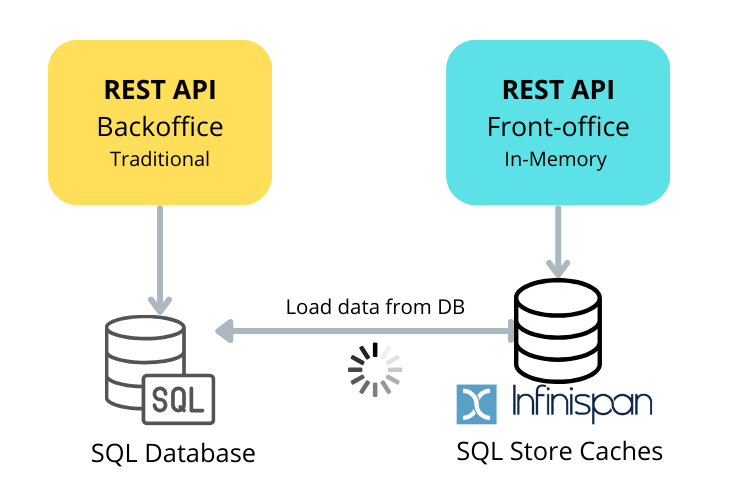 REST API
Backoffice
Traditional
REST API
Front-office
In-Memory
Load data from DB
SQL
Infinispan
SQL Database
SQL Store Caches